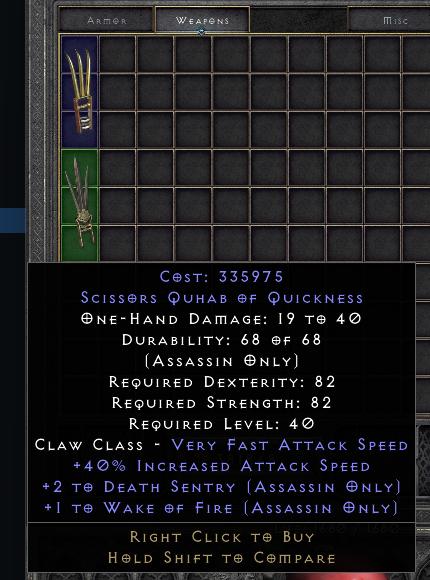 Armor
Weapons
Misc
Cost: 335975
Scissors Quhab of Quickness
One-Hand Damage: 19 to 40
Durability: 68 of 68
(Assassin Only)
Required Dexterity: 82
Required Strength: 82
Required Level: 40
Claw Class - Very Fast Attack Speed
+40% Increased Attack Speed
+2 to Death Sentry (Assassin Only)
+1 to Wake of Fire (Assassin Only)
Right Click to Buy
Hold Shift to Compare